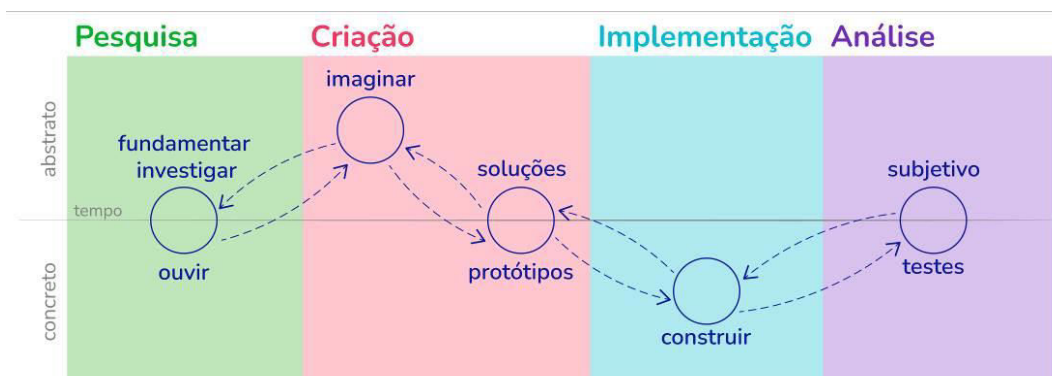 Pesquisa
Criação
Implementação
Análise
abstrato
concreto
tempo
fundamentar
investigar
ouvir
imaginar
soluções
protótipos
construir
subjetivo
testes